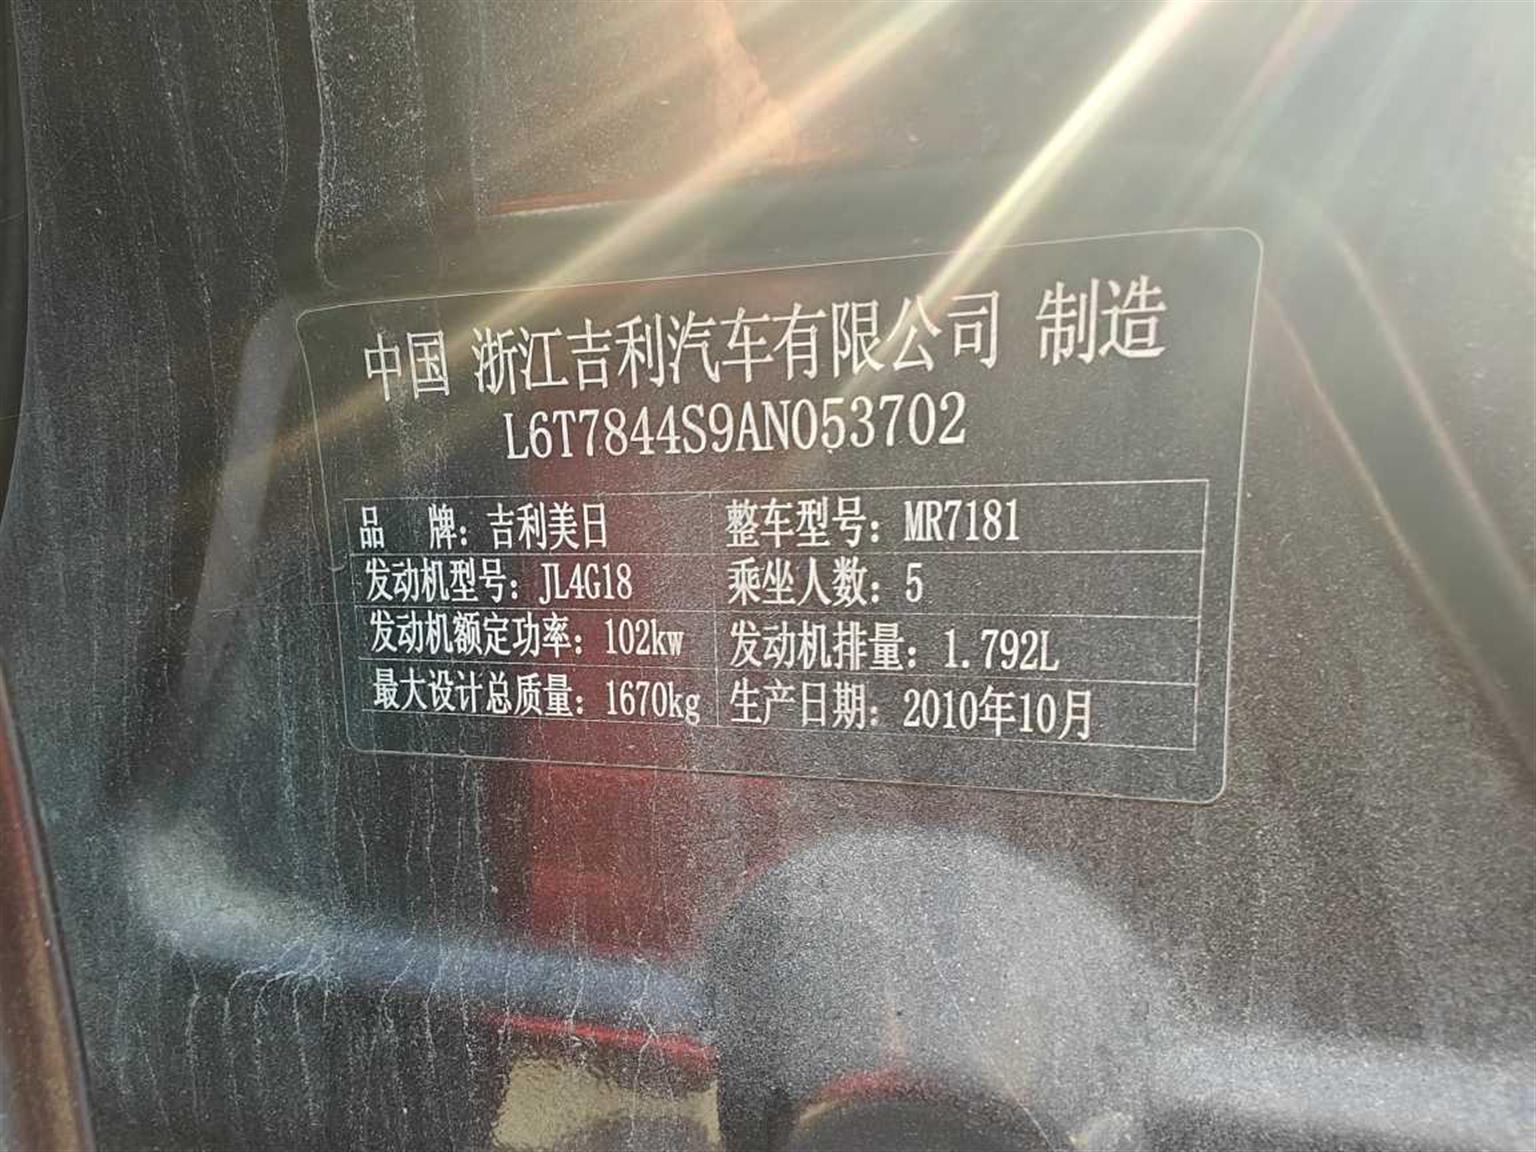 中国 浙江吉利汽车有限公司 制造
L6T7844S9AN053702
品 牌：吉利美日 整车型号：MR7181
发动机型号：JL4G18 乘坐人数：5
发动机额定功率：102kw 发动机排量：1.792L
最大设计总质量：1670kg 生产日期：2010年10月